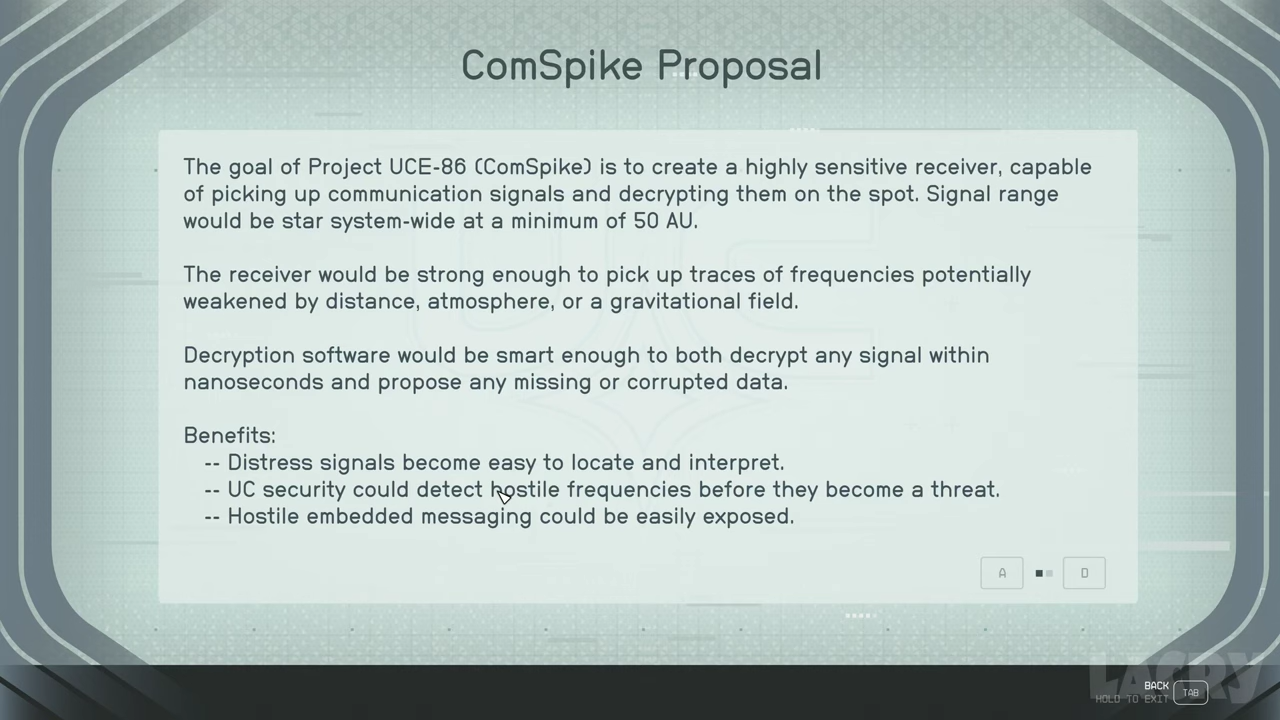 ComSpike Proposal
The goal of Project UCE-86 (ComSpike) is to create a highly sensitive receiver, capable
of picking up communication signals and decrypting them on the spot. Signal range
would be star system-wide at a minimum of 50 AU.
The receiver would be strong enough to pick up traces of frequencies potentially
weakened by distance, atmosphere, or a gravitational field.
Decryption software would be smart enough to both decrypt any signal within
nanoseconds and propose any missing or corrupted data.
Benefits:
-- Distress signals become easy to locate and interpret.
-- UC security could detect hostile frequencies before they become a threat.
-- Hostile embedded messaging could be easily exposed.
A D
BACK
HOLD TO EXIT TAB